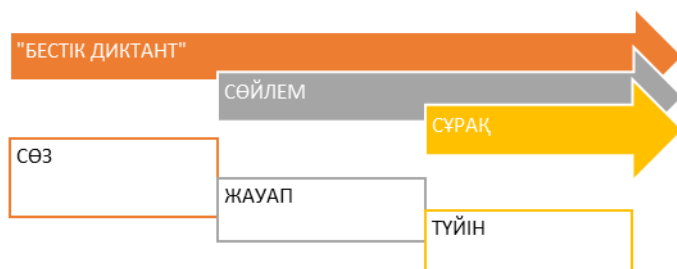 "БЕСТІК ДИКТАНТ"
СӨЙЛЕМ
СҰРАҚ
СӨЗ
ЖАУАП
ТҮЙІН